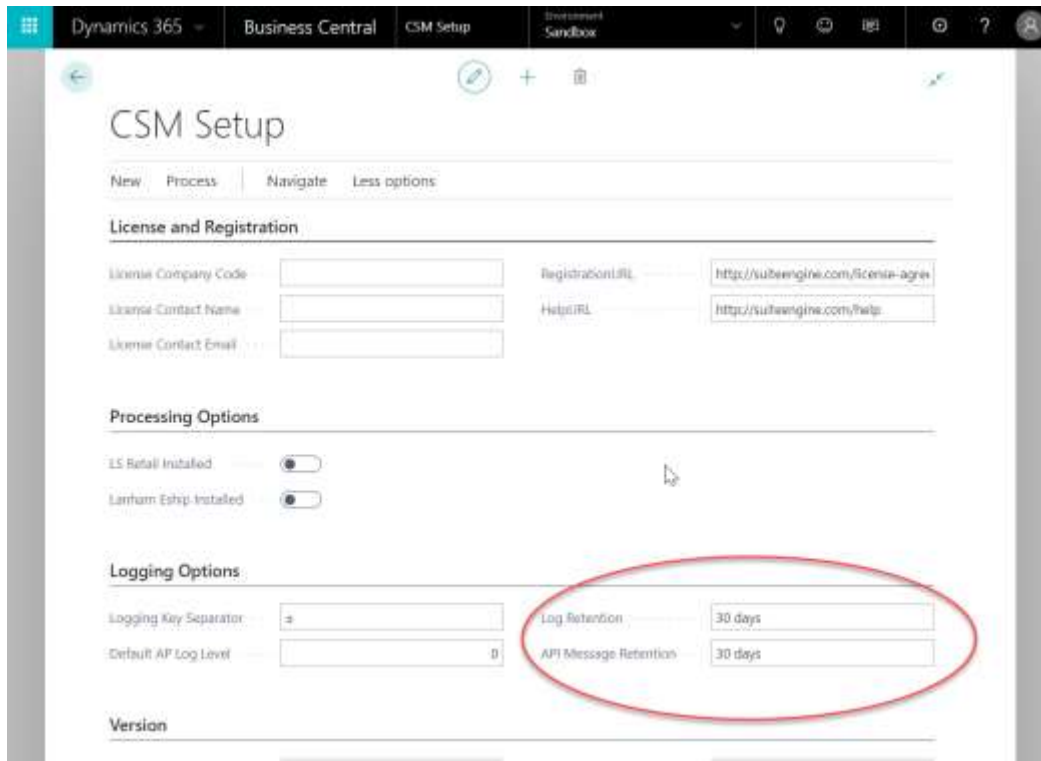 Dynamics 365 Business Central CSM Setup Environment Sandbox ?
CSM Setup
New Process Navigate Less options
License and Registration
License Company Code RegistrationURL http://suiteengine.com/license-agre
License Contact Name HelpURL http://suiteengine.com/help
License Contact Email
Processing Options
LS Retail Installed
Lanham Eship Installed
Logging Options
Logging Key Separator Log Retention 30 days
Default AP Log Level 0 API Message Retention 30 days
Version